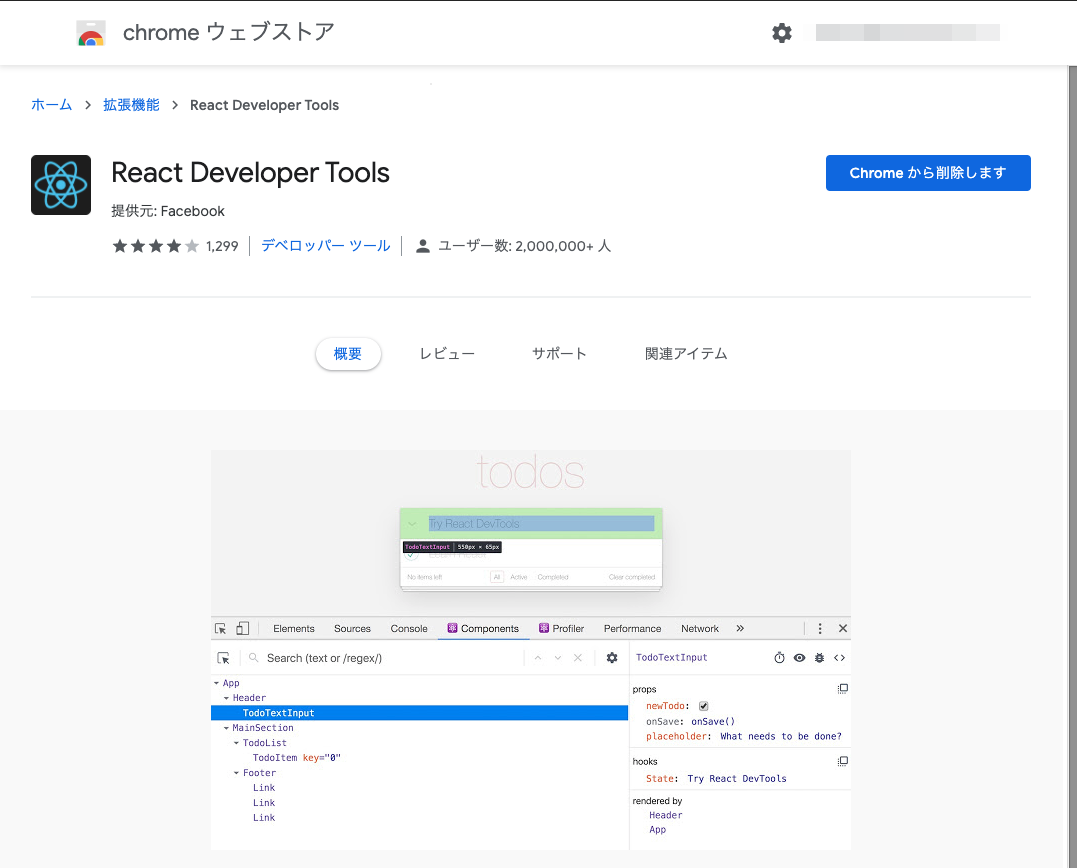 chrome ウェブストア
ホーム > 拡張機能 > React Developer Tools
React Developer Tools
Chrome から削除します
提供元: Facebook
1,299 デベロッパー ツール ユーザー数: 2,000,000+ 人
概要 レビュー サポート 関連アイテム
todos
Try React DevTools
TodoTextInput | 550px × 65px
No items left All Active Completed Clear completed
Elements Sources Console Components Profiler Performance Network »
Search (text or /regex/) TodoTextInput
App
Header
TodoTextInput
MainSection
TodoList
TodoItem key="0"
Footer
Link
Link
Link
props
newTodo:
onSave: onSave()
placeholder: What needs to be done?
hooks
State: Try React DevTools
rendered by
Header
App